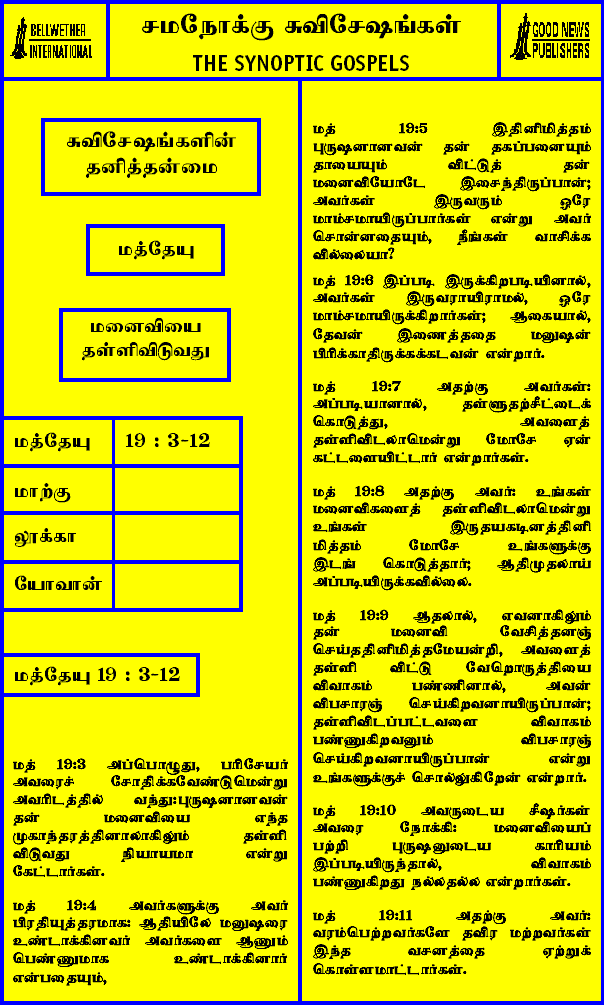 BELLWETHER
INTERNATIONAL
சமநோக்கு சுவிசேஷங்கள்
THE SYNOPTIC GOSPELS
GOOD NEWS
PUBLISHERS
சுவிசேஷங்களின்
தனித்தன்மை
மத்தேயு
மனைவியை
தள்ளிவிடுவது
மத்தேயு 19 : 3-12
மாற்கு
லூக்கா
யோவான்
மத்தேயு 19 : 3-12
மத் 19:3 அப்பொழுது, பரிசேயர்
அவரைச் சோதிக்கவேண்டுமென்று
அவரிடத்தில் வந்து:புருஷனானவன்
தன் மனைவியை எந்த
முகாந்தரத்தினாலாகிலும் தள்ளி
விடுவது நியாயமா என்று
கேட்டார்கள்.
மத் 19:4 அவர்களுக்கு அவர்
பிரதியுத்தரமாக: ஆதியிலே மனுஷரை
உண்டாக்கினவர் அவர்களை ஆணும்
பெண்ணுமாக உண்டாக்கினார்
என்பதையும்,
மத் 19:5 இதினிமித்தம்
புருஷனானவன் தன் தகப்பனையும்
தாயையும் விட்டுத் தன்
மனைவியோடே இசைந்திருப்பான்;
அவர்கள் இருவரும் ஒரே
மாம்சமாயிருப்பார்கள் என்று அவர்
சொன்னதையும், நீங்கள் வாசிக்க
வில்லையா?
மத் 19:6 இப்படி இருக்கிறபடியினால்,
அவர்கள் இருவராயிராமல், ஒரே
மாம்சமாயிருக்கிறார்கள்; ஆகையால்,
தேவன் இணைத்ததை மனுஷன்
பிரிக்காதிருக்கக்கடவன் என்றார்.
மத் 19:7 அதற்கு அவர்கள்:
அப்படியானால், தள்ளுதற்சீட்டைக்
கொடுத்து, அவளைத்
தள்ளிவிடலாமென்று மோசே ஏன்
கட்டளையிட்டார் என்றார்கள்.
மத் 19:8 அதற்கு அவர்: உங்கள்
மனைவிகளைத் தள்ளிவிடலாமென்று
உங்கள் இருதயகடினத்தினி
மித்தம் மோசே உங்களுக்கு
இடங் கொடுத்தார்; ஆதிமுதலாய்
அப்படியிருக்கவில்லை.
மத் 19:9 ஆதலால், எவனாகிலும்
தன் மனைவி வேசித்தனஞ்
செய்ததினிமித்தமேயன்றி, அவளைத்
தள்ளி விட்டு வேறொருத்தியை
விவாகம் பண்ணினால், அவன்
விபசாரஞ் செய்கிறவனாயிருப்பான்;
தள்ளிவிடப்பட்டவளை விவாகம்
பண்ணுகிறவனும் விபசாரஞ்
செய்கிறவனாயிருப்பான் என்று
உங்களுக்குச் சொல்லுகிறேன் என்றார்.
மத் 19:10 அவருடைய சீஷர்கள்
அவரை நோக்கி: மனைவியைப்
பற்றி புருஷனுடைய காரியம்
இப்படியிருந்தால், விவாகம்
பண்ணுகிறது நல்லதல்ல என்றார்கள்.
மத் 19:11 அதற்கு அவர்:
வரம்பெற்றவர்களே தவிர மற்றவர்கள்
இந்த வசனத்தை ஏற்றுக்
கொள்ளமாட்டார்கள்.